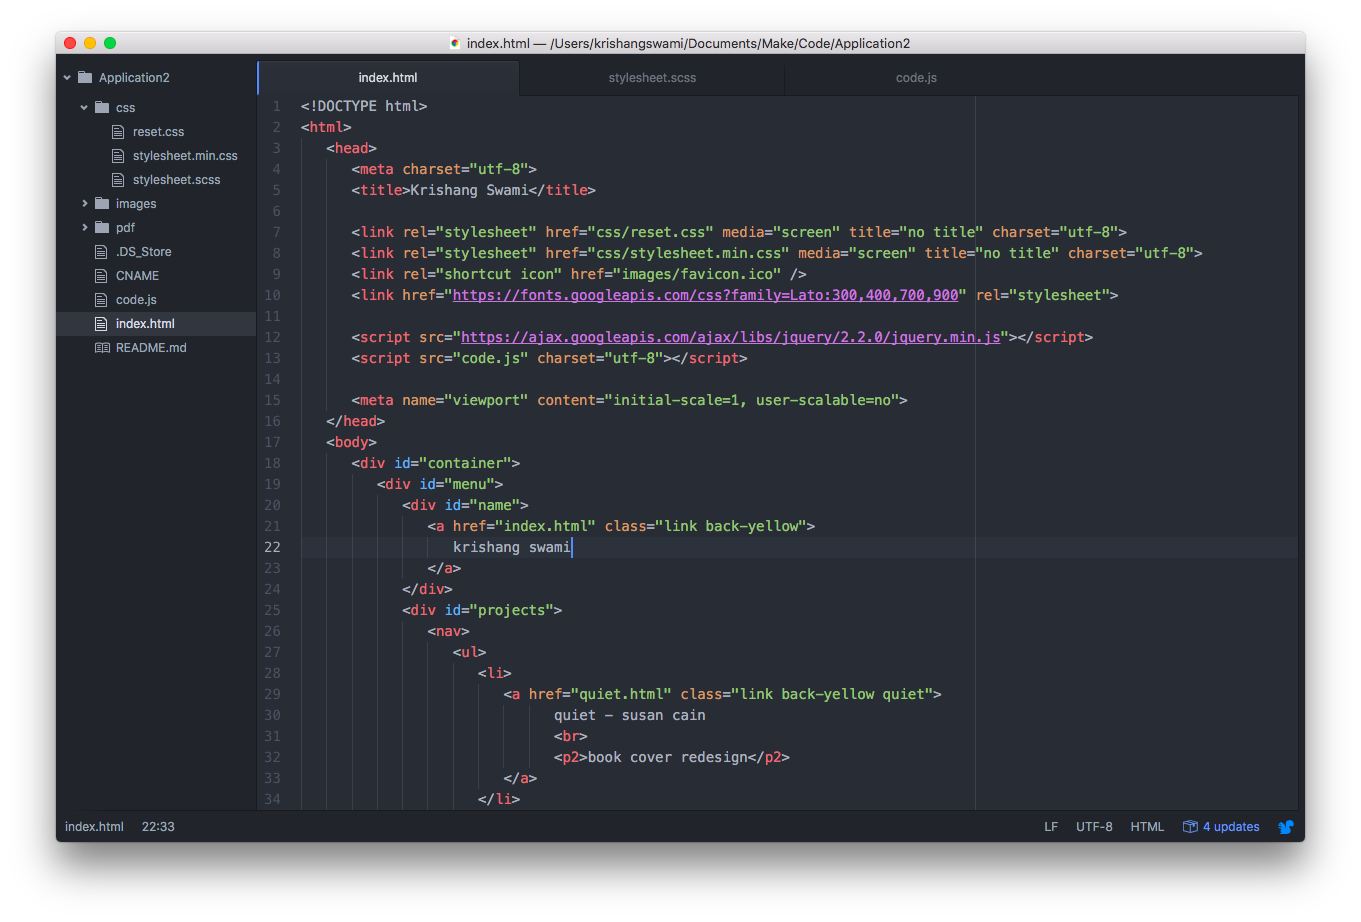 index.html — /Users/krishangswami/Documents/Make/Code/Application2
Application2
css
reset.css
stylesheet.min.css
stylesheet.scss
images
pdf
.DS_Store
CNAME
code.js
index.html
README.md
index.html stylesheet.scss code.js
1 <!DOCTYPE html>
2 <html>
3 <head>
4 <meta charset="utf-8">
5 <title>Krishang Swami</title>
6
7 <link rel="stylesheet" href="css/reset.css" media="screen" title="no title" charset="utf-8">
8 <link rel="stylesheet" href="css/stylesheet.min.css" media="screen" title="no title" charset="utf-8">
9 <link rel="shortcut icon" href="images/favicon.ico" />
10 <link href="https://fonts.googleapis.com/css?family=Lato:300,400,700,900" rel="stylesheet">
11
12 <script src="https://ajax.googleapis.com/ajax/libs/jquery/2.2.0/jquery.min.js"></script>
13 <script src="code.js" charset="utf-8"></script>
14
15 <meta name="viewport" content="initial-scale=1, user-scalable=no">
16 </head>
17 <body>
18 <div id="container">
19 <div id="menu">
20 <div id="name">
21 <a href="index.html" class="link back-yellow">
22 krishang swami
23 </a>
24 </div>
25 <div id="projects">
26 <nav>
27 <ul>
28 <li>
29 <a href="quiet.html" class="link back-yellow quiet">
30 quiet – susan cain
31 <br>
32 <p2>book cover redesign</p2>
33 </a>
34 </li>
index.html 22:33 LF UTF-8 HTML 4 updates